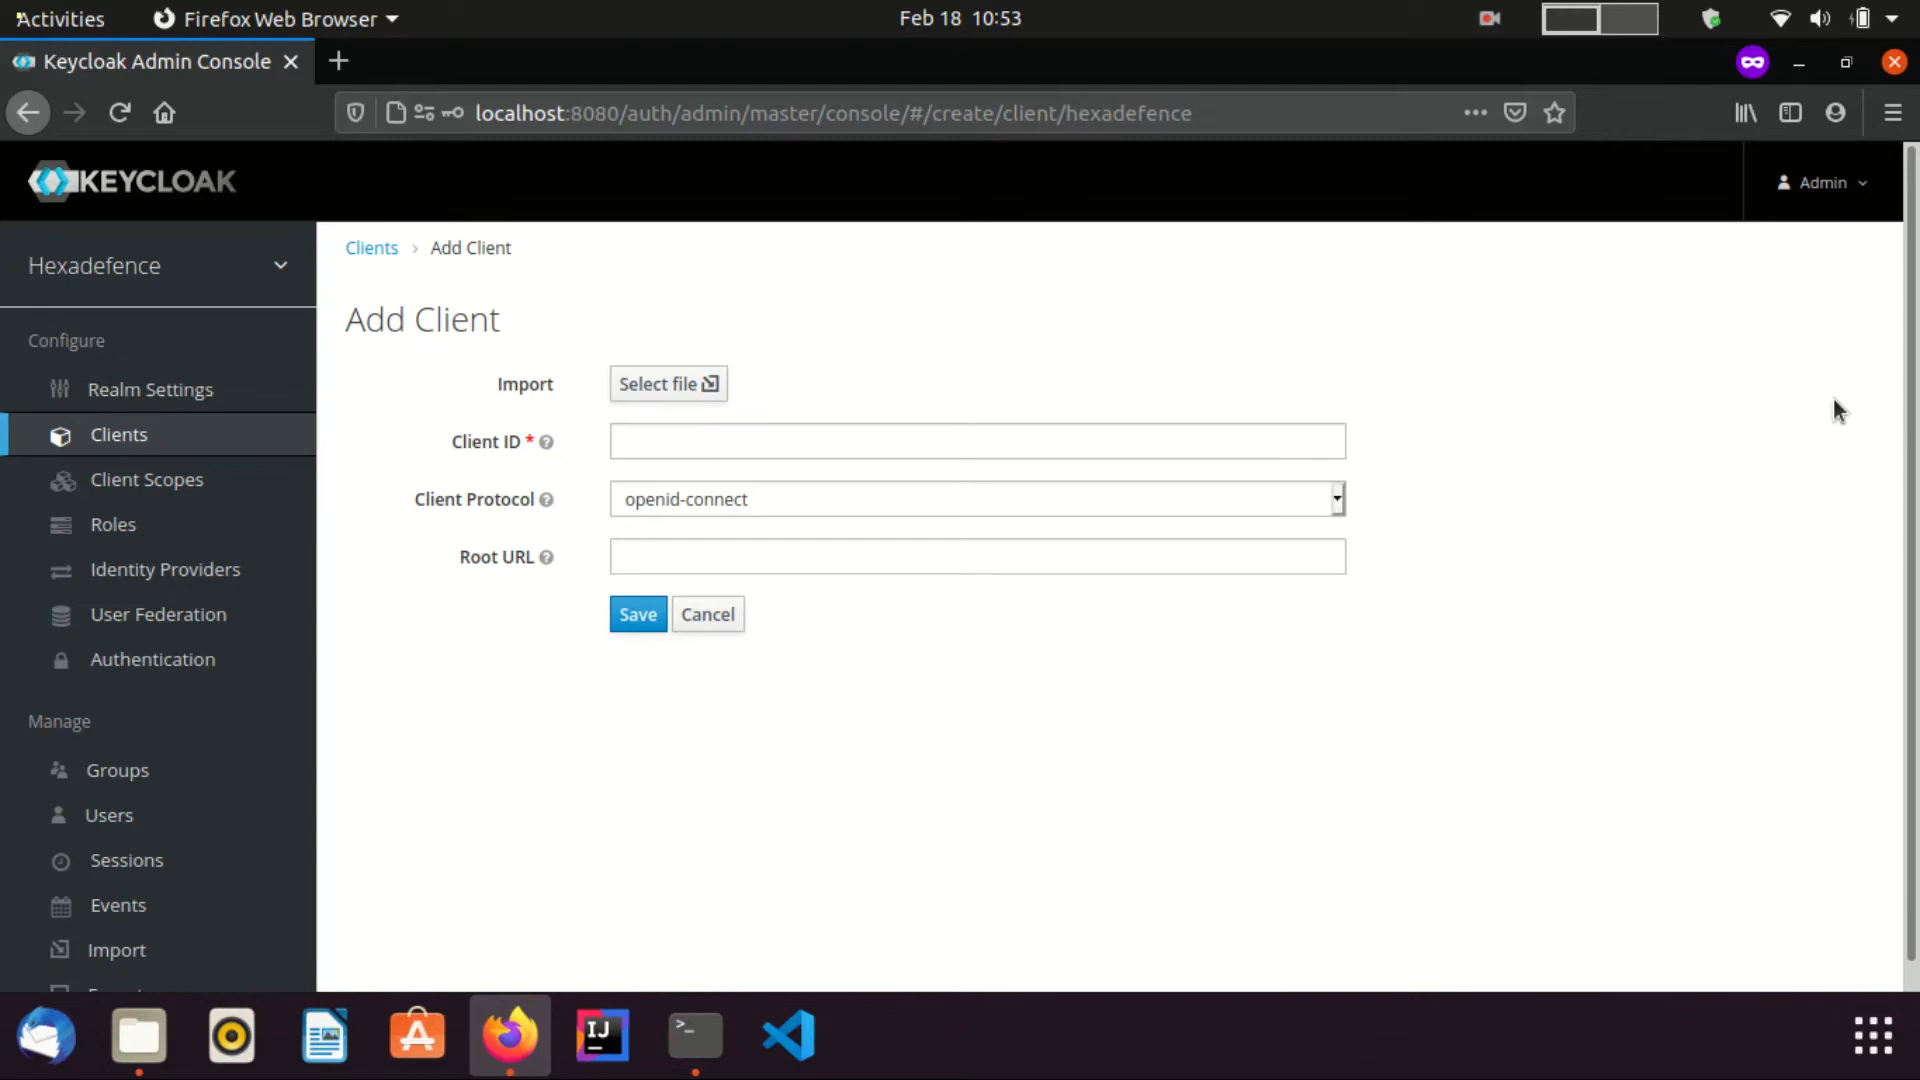 Activities
Firefox Web Browser
Feb 18 10:53
Keycloak Admin Console
localhost:8080/auth/admin/master/console/#/create/client/hexadefence
KEYCLOAK
Admin
Hexadefence
Clients > Add Client
Add Client
Configure
Realm Settings
Clients
Client Scopes
Roles
Identity Providers
User Federation
Authentication
Manage
Groups
Users
Sessions
Events
Import
Import
Select file
Client ID *
Client Protocol
openid-connect
Root URL
Save
Cancel
IJ
>_